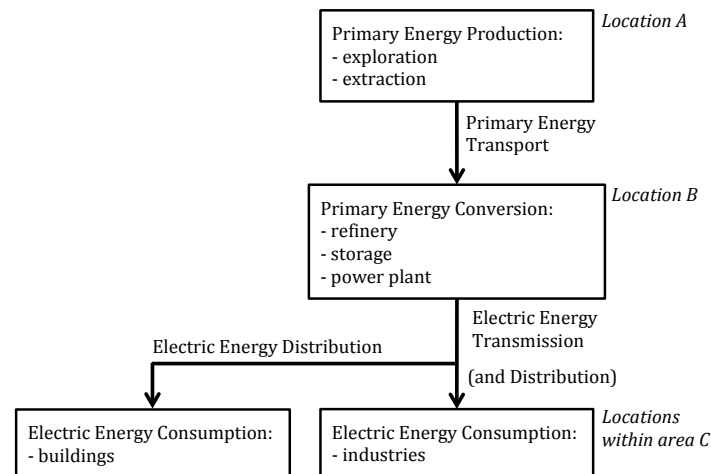 Location A
Primary Energy Production:
- exploration
- extraction
Primary Energy
Transport
Location B
Primary Energy Conversion:
- refinery
- storage
- power plant
Electric Energy
Transmission
Electric Energy Distribution
(and Distribution)
Electric Energy Consumption:
- buildings
Electric Energy Consumption:
- industries
Locations
within area C